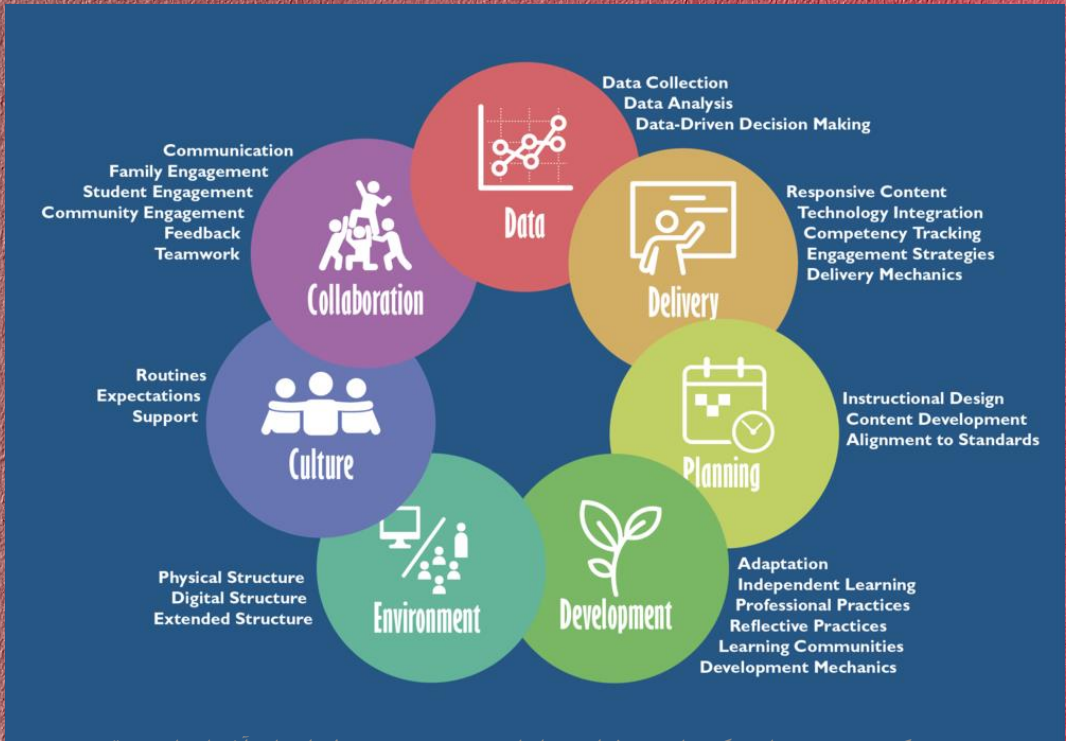 Data Collection
Data Analysis
Data-Driven Decision Making
Data
Responsive Content
Technology Integration
Competency Tracking
Engagement Strategies
Delivery Mechanics
Delivery
Instructional Design
Content Development
Alignment to Standards
Planning
Adaptation
Independent Learning
Professional Practices
Reflective Practices
Learning Communities
Development Mechanics
Development
Physical Structure
Digital Structure
Extended Structure
Environment
Routines
Expectations
Support
Culture
Communication
Family Engagement
Student Engagement
Community Engagement
Feedback
Teamwork
Collaboration